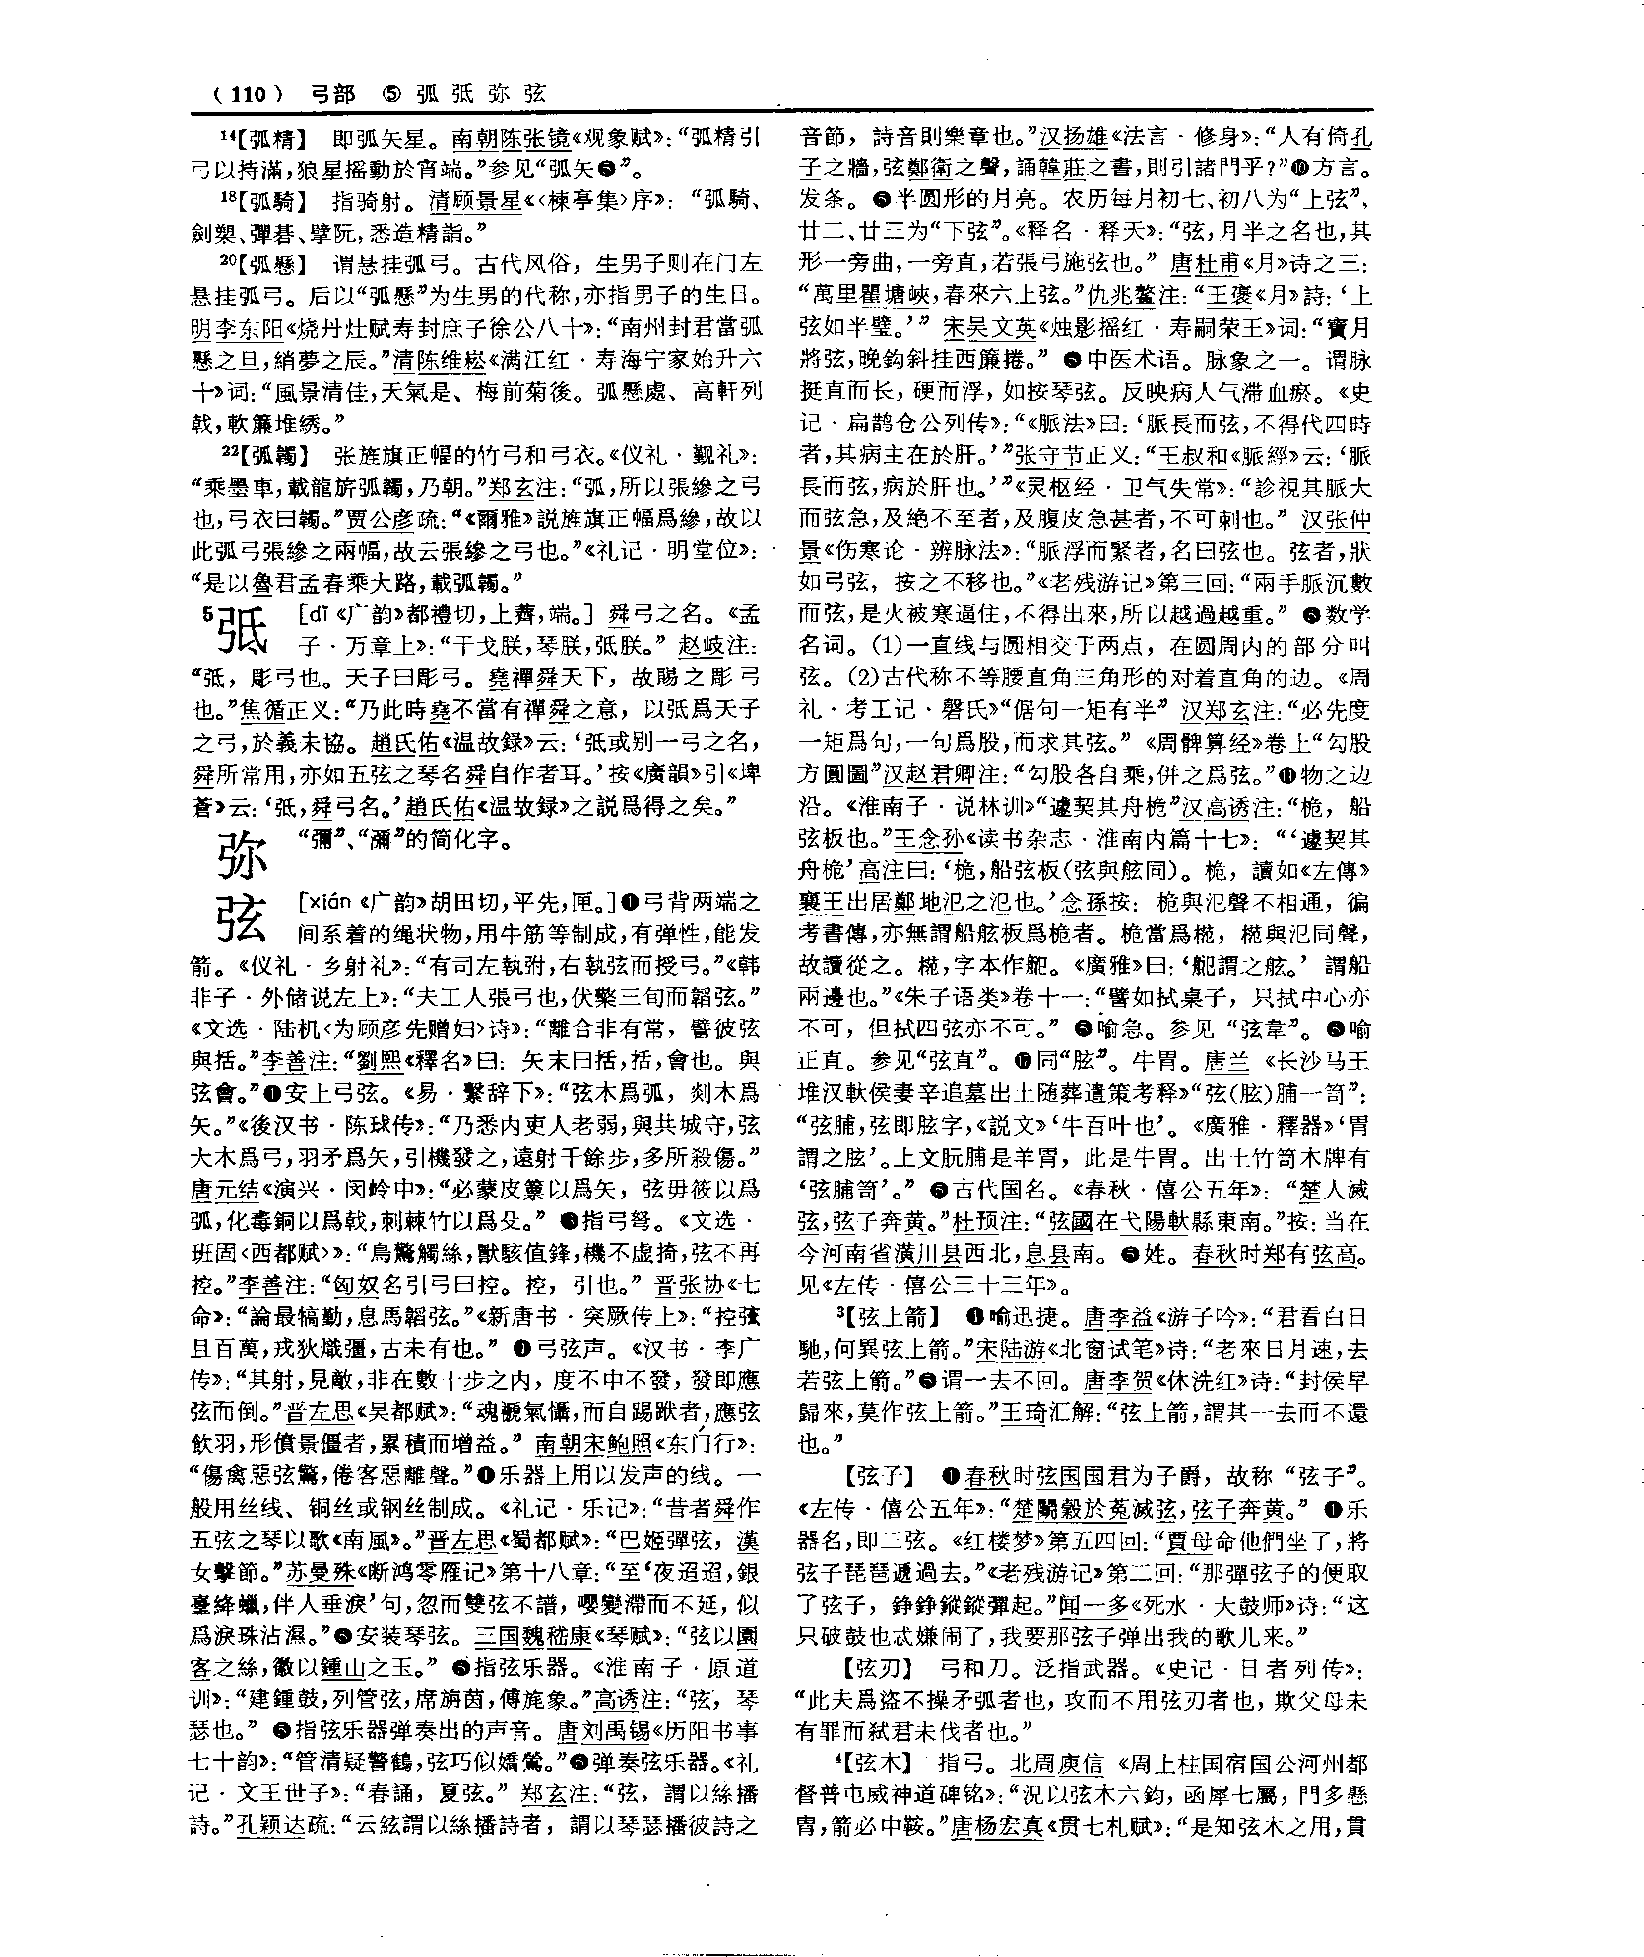 （110） 弓部 ⑤ 弧 弤 弥 弦
14【弧精】 即弧矢星。南朝陈张镜《观象赋》：“弧精引
弓以持滿，狼星摇動於宵端。”参见“弧矢❺”。
18【弧騎】 指骑射。清顾景星《〈楝亭集〉序》：“弧騎、
劍槊、彈碁、擘阮，悉造精詣。”
20【弧懸】 谓悬挂弧弓。古代风俗，生男子则在门左
悬挂弧弓。后以“弧懸”为生男的代称，亦指男子的生日。
明李东阳《烧丹灶赋寿封庶子徐公八十》：“南州封君當弧
懸之旦，綃夢之辰。”清陈维崧《满江红·寿海宁家始升六
十》词：“風景清佳，天氣是、梅前菊後。弧懸處、高軒列
戟，軟簾堆绣。”
22【弧韣】 张旌旗正幅的竹弓和弓衣。《仪礼·觐礼》：
“乘墨車，載龍旂弧韣，乃朝。”郑玄注：“弧，所以張縿之弓
也，弓衣曰韣。”贾公彦疏：“《爾雅》説旌旗正幅爲縿，故以
此弧弓張縿之兩幅，故云張縿之弓也。”《礼记·明堂位》：
“是以魯君孟春乘大路，載弧韣。”
5弤 ［dǐ《广韵》都禮切，上薺，端。］ 舜弓之名。《孟
子·万章上》：“干戈朕，琴朕，弤朕。” 赵岐注：
“弤，彫弓也。天子曰彫弓。堯禪舜天下，故賜之彫弓
也。”焦循正义：“乃此時堯不當有禪舜之意，以弤爲天子
之弓，於義未協。趙氏佑《温故録》云：‘弤或别一弓之名，
舜所常用，亦如五弦之琴名舜自作者耳。’按《廣韻》引《埤
蒼》云：‘弤，舜弓名。’趙氏佑《温故録》之説爲得之矣。”
弥 “彌”、“瀰”的简化字。
弦 ［xián《广韵》胡田切，平先，匣。］❶弓背两端之
间系着的绳状物，用牛筋等制成，有弹性，能发
箭。《仪礼·乡射礼》：“有司左執弣，右執弦而授弓。”《韩
非子·外储说左上》：“夫工人張弓也，伏檠三旬而韜弦。”
《文选·陆机〈为顾彦先赠妇〉诗》：“離合非有常，譬彼弦
與括。”李善注：“劉熙《釋名》曰：矢末曰括，括，會也。與
弦會。”❷安上弓弦。《易·繫辞下》：“弦木爲弧，剡木爲
矢。”《後汉书·陈球传》：“乃悉内吏人老弱，與共城守，弦
大木爲弓，羽矛爲矢，引機發之，遠射千餘步，多所殺傷。”
唐元结《演兴·闵岭中》：“必蒙皮籞以爲矢，弦毋筱以爲
弧，化毒銅以爲戟，刺棘竹以爲殳。” ❸指弓弩。《文选·
班固〈西都赋〉》：“鳥驚觸絲，獸駭值鋒，機不虚掎，弦不再
控。”李善注：“匈奴名引弓曰控。控，引也。” 晋张协《七
命》：“論最犒勤，息馬韜弦。”《新唐书·突厥传上》：“控弦
且百萬，戎狄熾彊，古未有也。” ❹弓弦声。《汉书·李广
传》：“其射，見敵，非在數十步之内，度不中不發，發即應
弦而倒。”晋左思《吴都赋》：“魂褫氣懾，而自踢䟮者，應弦
飲羽，形僨景僵者，累積而增益。” 南朝宋鲍照《东门行》：
“傷禽惡弦驚，倦客惡離聲。”❺乐器上用以发声的线。一
般用丝线、铜丝或钢丝制成。《礼记·乐记》：“昔者舜作
五弦之琴以歌《南風》。”晋左思《蜀都赋》：“巴姬彈弦，漢
女擊節。”苏曼殊《断鸿零雁记》第十八章：“至‘夜迢迢，銀
臺絳蠟，伴人垂淚’句，忽而雙弦不譜，嚶變滯而不延，似
爲淚珠沾濕。”❻安装琴弦。三国魏嵇康《琴赋》：“弦以園
客之絲，徽以鍾山之玉。” ❼指弦乐器。《淮南子·原道
训》：“建鍾鼓，列管弦，席旃茵，傅旄象。”高诱注：“弦，琴
瑟也。” ❽指弦乐器弹奏出的声音。唐刘禹锡《历阳书事
七十韵》：“管清疑警鶴，弦巧似嬌鶯。”❾弹奏弦乐器。《礼
记·文王世子》：“春誦，夏弦。” 郑玄注：“弦，謂以絲播
詩。”孔颖达疏：“云絃謂以絲播詩者，謂以琴瑟播彼詩之
音節，詩音則樂章也。”汉扬雄《法言·修身》：“人有倚孔
子之牆，弦鄭衛之聲，誦韓莊之書，則引諸門乎？”❿方言。
发条。⓫半圆形的月亮。农历每月初七、初八为“上弦”，
廿二、廿三为“下弦”。《释名·释天》：“弦，月半之名也，其
形一旁曲，一旁直，若張弓施弦也。” 唐杜甫《月》诗之三：
“萬里瞿塘峽，春來六上弦。”仇兆鳌注：“王褒《月》詩：‘上
弦如半璧。’” 宋吴文英《烛影摇红·寿嗣荣王》词：“寶月
將弦，晚鈎斜挂西簾捲。” ⓬中医术语。脉象之一。谓脉
挺直而长，硬而浮，如按琴弦。反映病人气滞血瘀。《史
记·扁鹊仓公列传》：“《脈法》曰：‘脈長而弦，不得代四時
者，其病主在於肝。’”张守节正义：“王叔和《脈經》云：‘脈
長而弦，病於肝也。’”《灵枢经·卫气失常》：“診視其脈大
而弦急，及絶不至者，及腹皮急甚者，不可刺也。” 汉张仲
景《伤寒论·辨脉法》：“脈浮而緊者，名曰弦也。弦者，狀
如弓弦，按之不移也。”《老残游记》第三回：“兩手脈沉數
而弦，是火被寒逼住，不得出來，所以越過越重。” ⓭数学
名词。（1）一直线与圆相交于两点，在圆周内的部分叫
弦。（2）古代称不等腰直角三角形的对着直角的边。《周
礼·考工记·磬氏》“倨句一矩有半” 汉郑玄注：“必先度
一矩爲句，一句爲股，而求其弦。” 《周髀算经》卷上“勾股
方圓圖”汉赵君卿注：“勾股各自乘，併之爲弦。”⓮物之边
沿。《淮南子·说林训》“遽契其舟桅”汉高诱注：“桅，船
弦板也。”王念孙《读书杂志·淮南内篇十七》：“‘遽契其
舟桅’高注曰：‘桅，船弦板（弦與舷同）。桅，讀如《左傳》
襄王出居鄭地氾之氾也。’念孫按：桅與氾聲不相通，徧
考書傳，亦無謂船舷板爲桅者。桅當爲㮓，㮓與氾同聲，
故讀從之。㮓，字本作舤。《廣雅》曰：‘舤謂之舷。’ 謂船
兩邊也。”《朱子语类》卷十一：“譬如拭桌子，只拭中心亦
不可，但拭四弦亦不可。” ⓯喻急。参见“弦韋”。⓰喻
正直。参见“弦直”。⓱同“胘”。牛胃。唐兰《长沙马王
堆汉軑侯妻辛追墓出土随葬遣策考释》“弦（胘）脯一笥”：
“弦脯，弦即胘字，《説文》‘牛百叶也’。《廣雅·釋器》‘胃
謂之胘’。上文朊脯是羊胃，此是牛胃。出土竹笥木牌有
‘弦脯笥’。” ⓲古代国名。《春秋·僖公五年》：“楚人滅
弦，弦子奔黄。”杜预注：“弦國在弋陽軑縣東南。”按：当在
今河南省潢川县西北，息县南。⓳姓。春秋时郑有弦高。
见《左传·僖公三十三年》。
3【弦上箭】 ❶喻迅捷。唐李益《游子吟》：“君看白日
馳，何異弦上箭。”宋陆游《北窗试笔》诗：“老來日月速，去
若弦上箭。”❷谓一去不回。唐李贺《休洗红》诗：“封侯早
歸來，莫作弦上箭。”王琦汇解：“弦上箭，謂其一去而不還
也。”
【弦子】 ❶春秋时弦国国君为子爵，故称“弦子”。
《左传·僖公五年》：“楚鬭穀於菟滅弦，弦子奔黄。” ❷乐
器名，即三弦。《红楼梦》第五四回：“賈母命他們坐了，將
弦子琵琶遞過去。”《老残游记》第二回：“那彈弦子的便取
了弦子，錚錚鏦鏦彈起。”闻一多《死水·大鼓师》诗：“这
只破鼓也忒嫌闹了，我要那弦子弹出我的歌儿来。”
【弦刃】 弓和刀。泛指武器。《史记·日者列传》：
“此夫爲盜不操矛弧者也，攻而不用弦刃者也，欺父母未
有罪而弑君未伐者也。”
4【弦木】 指弓。北周庾信《周上柱国宿国公河州都
督普屯威神道碑铭》：“況以弦木六鈞，函犀七屬，門多懸
冑，箭必中鞍。”唐杨宏真《贯七札赋》：“是知弦木之用，貫